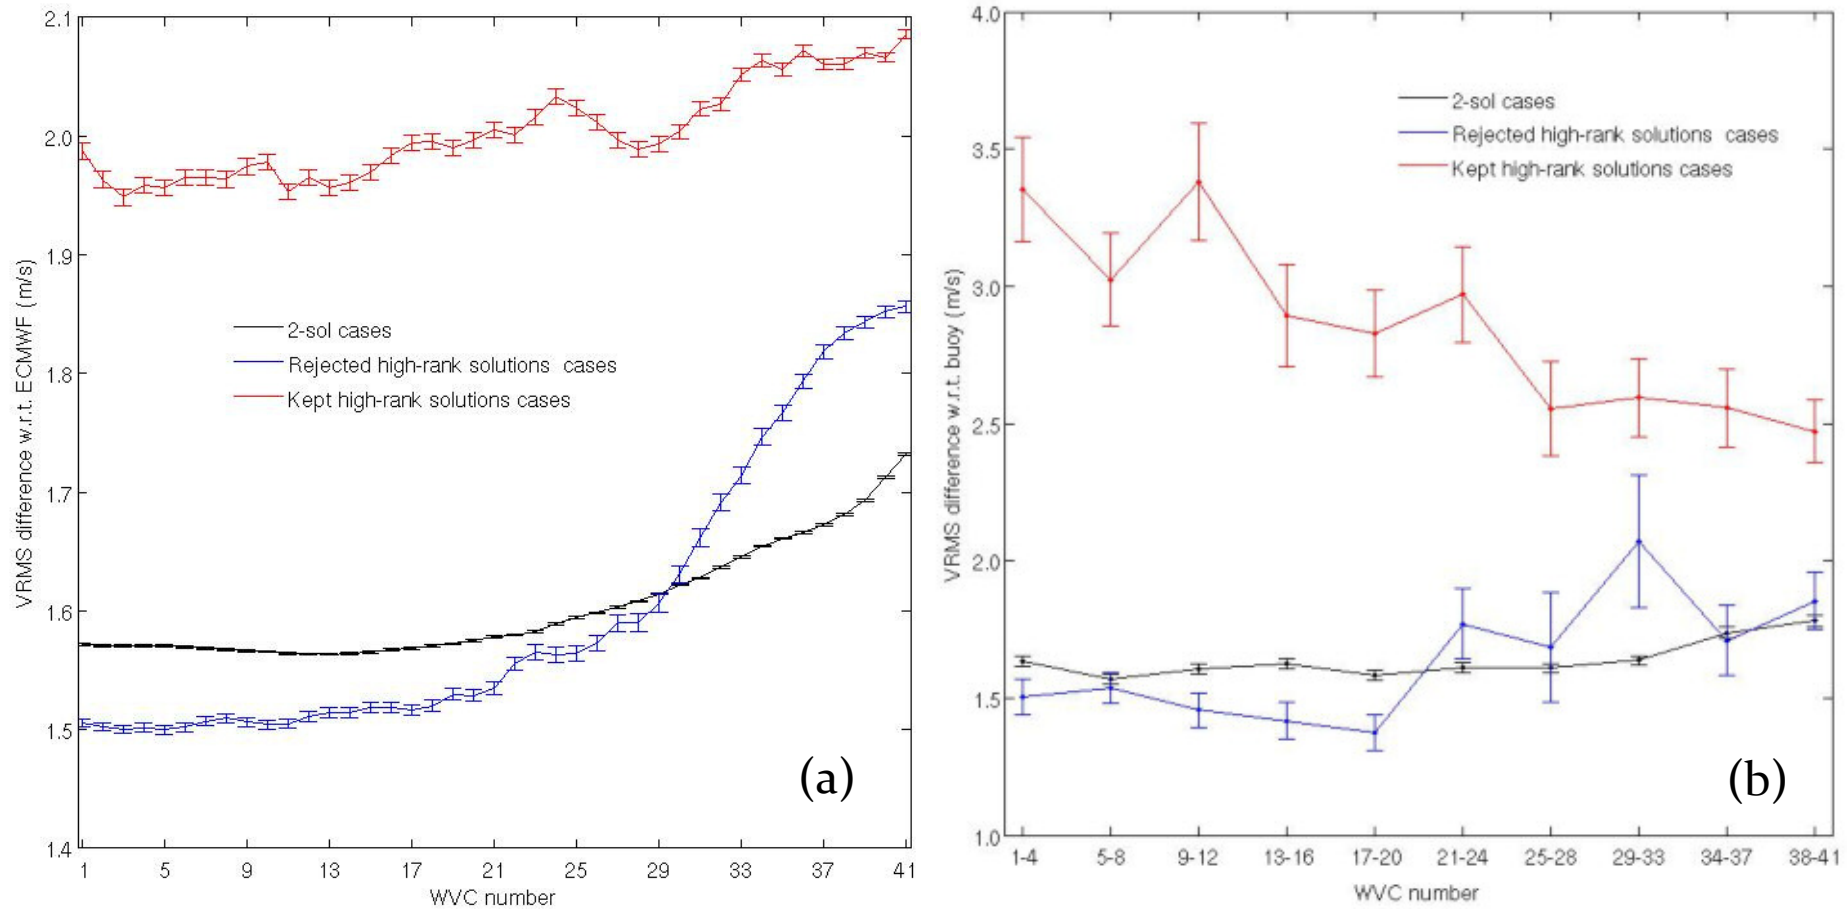 2.1
2.0
1.9
1.8
1.7
1.6
1.5
1.4
VRMS difference w.r.t. ECMWF (m/s)
2-sol cases
Rejected high-rank solutions cases
Kept high-rank solutions cases
(a)
1 5 9 13 17 21 25 29 33 37 41
WVC number
4.0
3.5
3.0
2.5
2.0
1.5
1.0
VRMS difference w.r.t. buoy (m/s)
2-sol cases
Rejected high-rank solutions cases
Kept high-rank solutions cases
(b)
1-4 5-8 9-12 13-16 17-20 21-24 25-28 29-33 34-37 38-41
WVC number